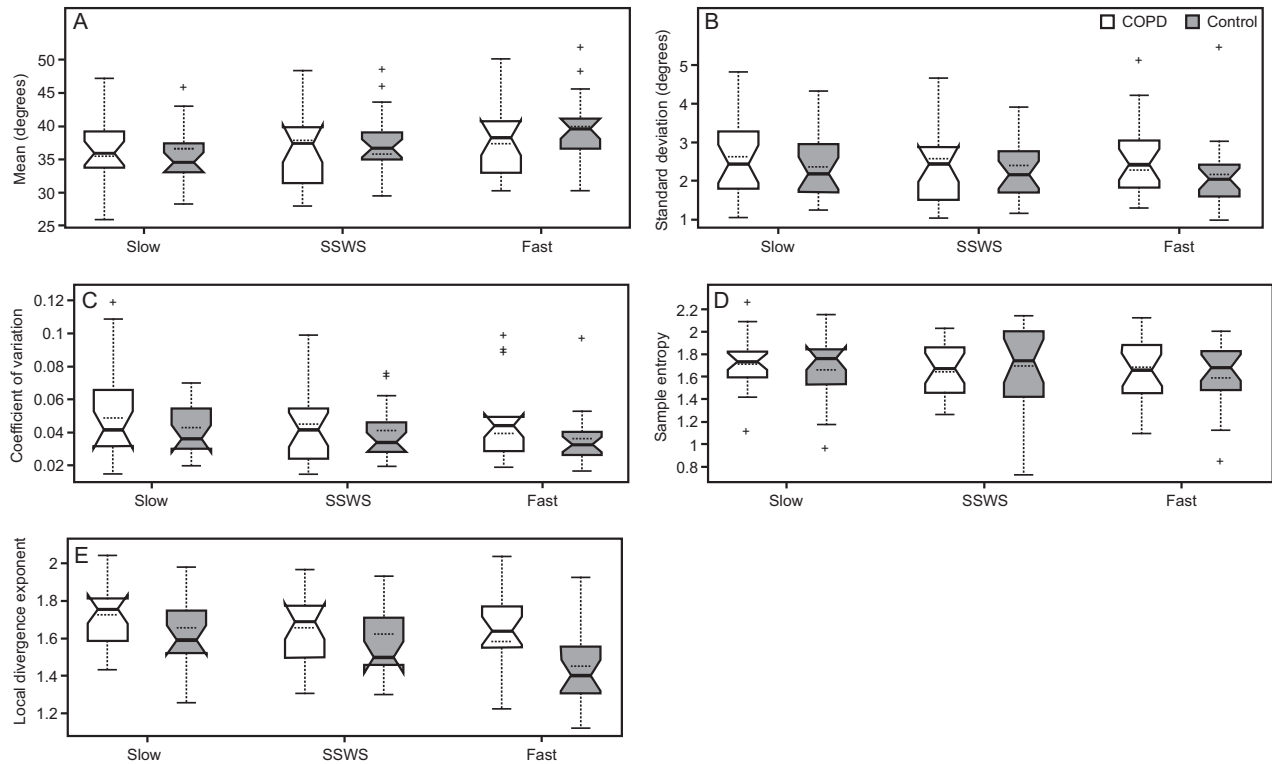 A
Mean (degrees)
50
45
40
35
30
25
Slow
SSWS
Fast
B
COPD
Control
Standard deviation (degrees)
5
4
3
2
1
Slow
SSWS
Fast
C
Coefficient of variation
0.12
0.1
0.08
0.06
0.04
0.02
Slow
SSWS
Fast
D
Sample entropy
2.2
2
1.8
1.6
1.4
1.2
1
0.8
Slow
SSWS
Fast
E
Local divergence exponent
2
1.8
1.6
1.4
1.2
Slow
SSWS
Fast